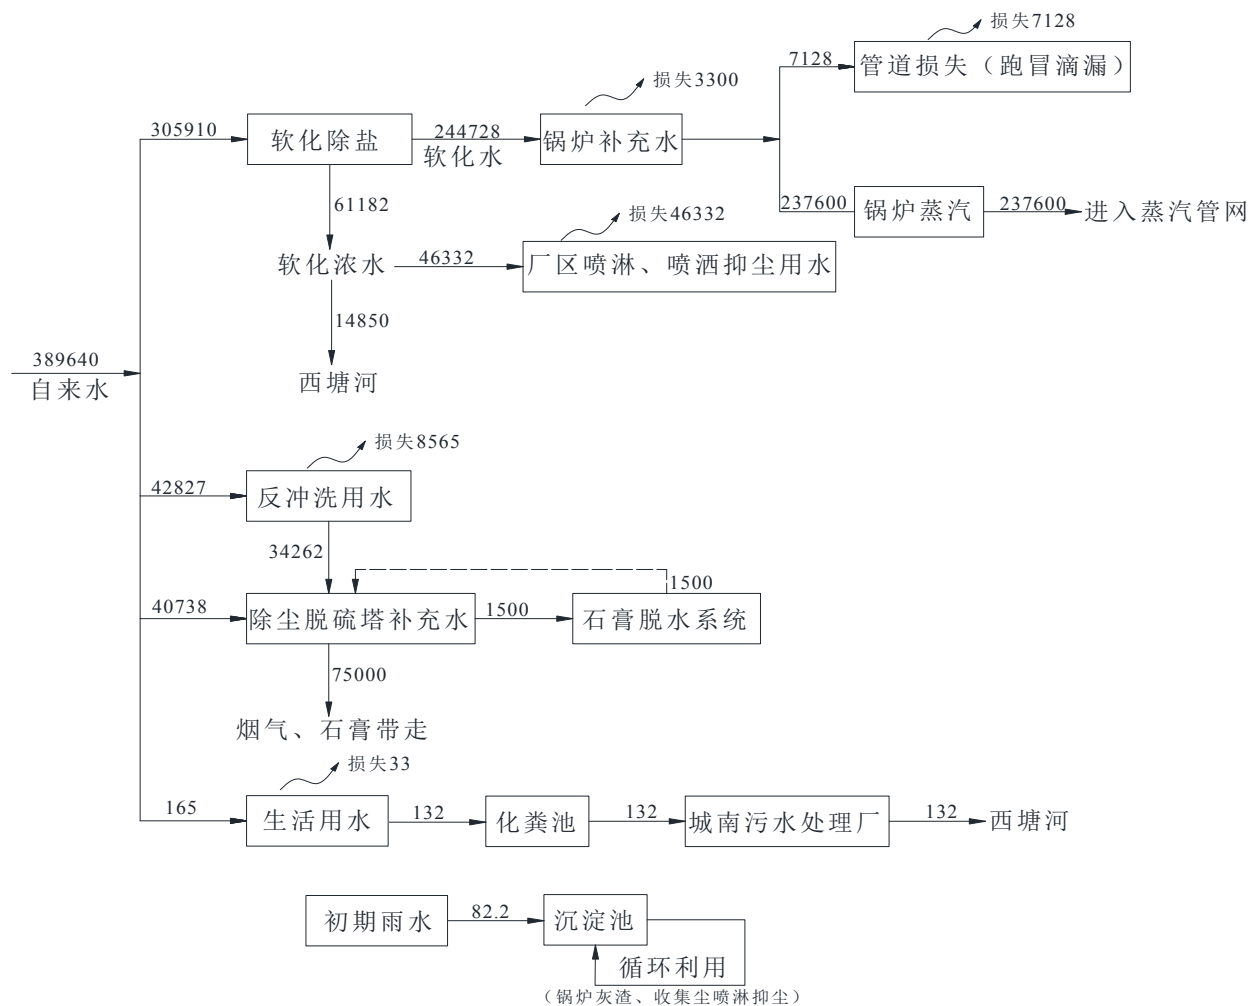 损失7128
7128
管道损失（跑冒滴漏）
损失3300
305910
软化除盐
244728
软化水
锅炉补充水
61182
237600
锅炉蒸汽
237600
进入蒸汽管网
损失46332
软化浓水
46332
厂区喷淋、喷洒抑尘用水
14850
西塘河
389640
自来水
损失8565
42827
反冲洗用水
34262
1500
40738
除尘脱硫塔补充水
1500
石膏脱水系统
75000
烟气、石膏带走
损失33
165
生活用水
132
化粪池
132
城南污水处理厂
132
西塘河
初期雨水
82.2
沉淀池
循环利用
（锅炉灰渣、收集尘喷淋抑尘）